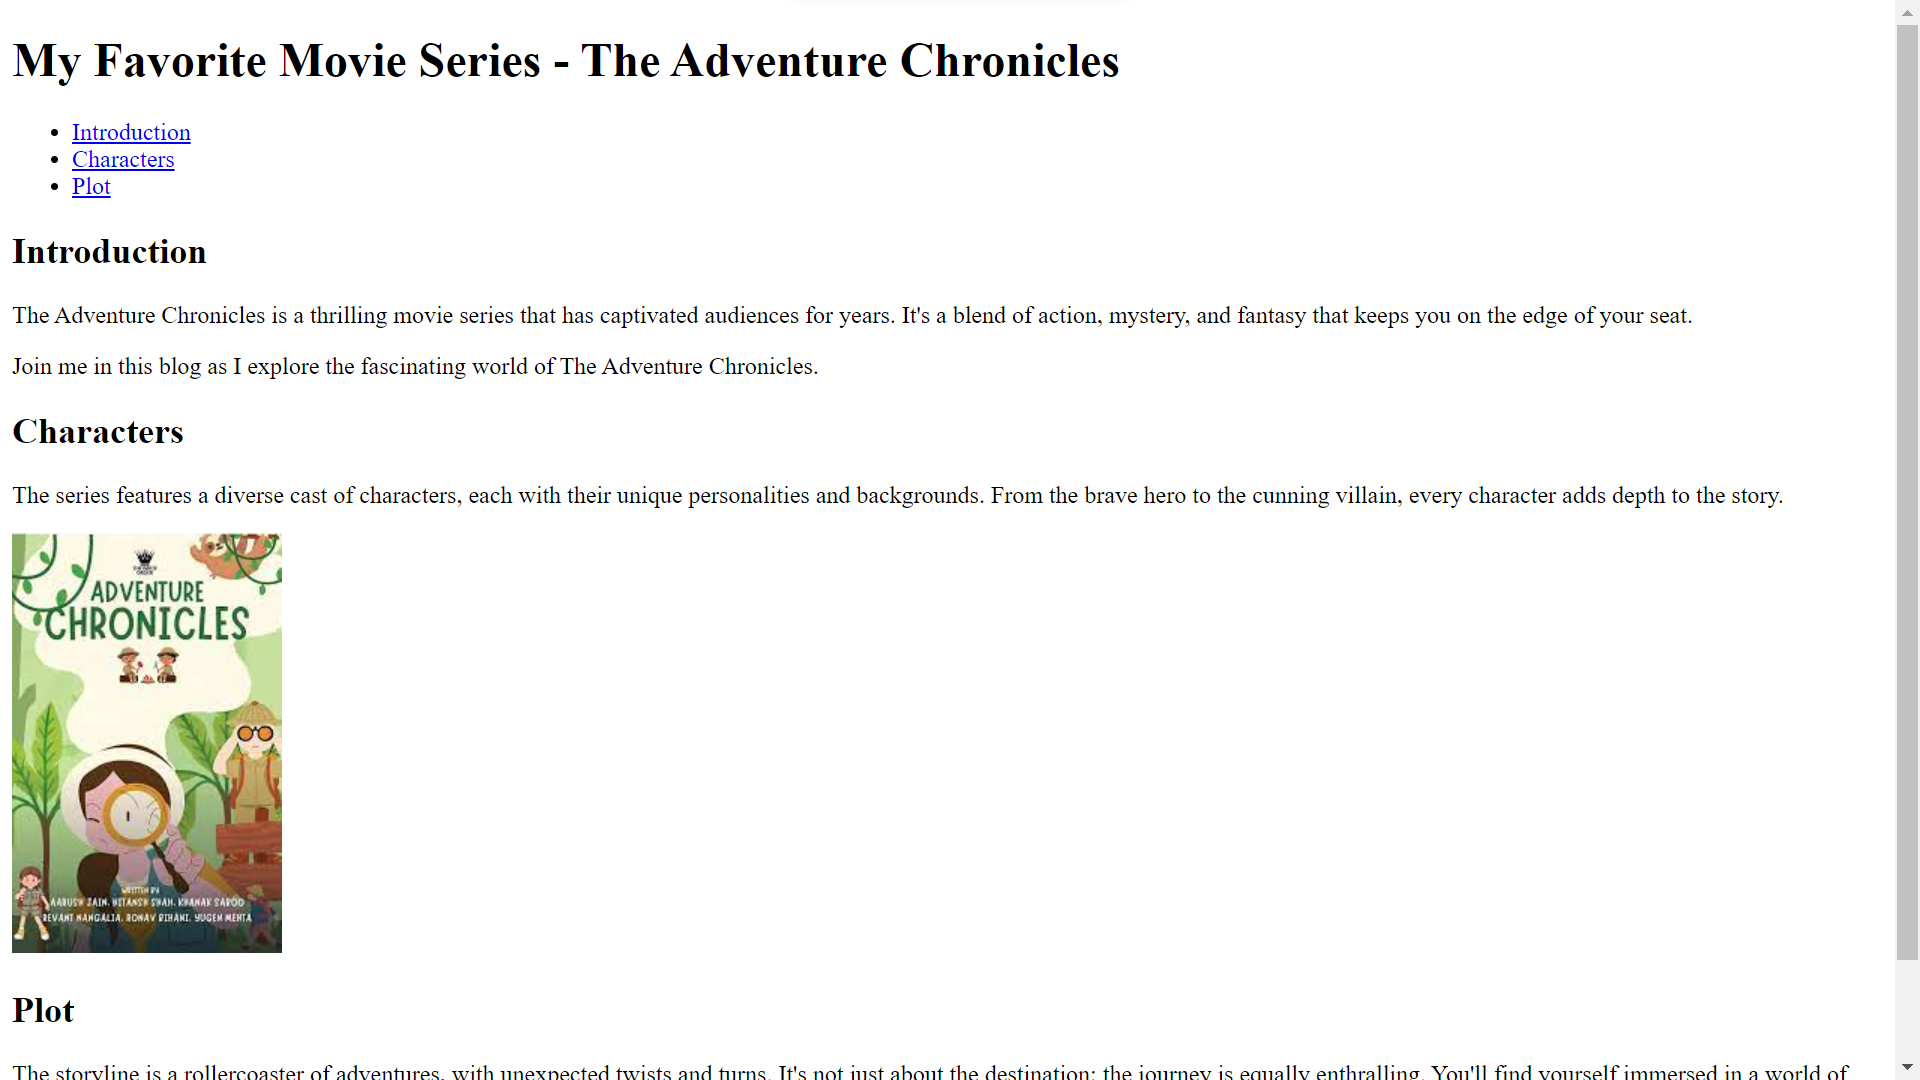 My Favorite Movie Series - The Adventure Chronicles
Introduction
Characters
Plot
Introduction
The Adventure Chronicles is a thrilling movie series that has captivated audiences for years. It's a blend of action, mystery, and fantasy that keeps you on the edge of your seat.
Join me in this blog as I explore the fascinating world of The Adventure Chronicles.
Characters
The series features a diverse cast of characters, each with their unique personalities and backgrounds. From the brave hero to the cunning villain, every character adds depth to the story.
ADVENTURE
CHRONICLES
WRITTEN BY
AARUSH JAIN, HITANSH SHAH, KHANAK SAROO
REVANT NANGALIA, RONAV BIHANI, YUGEN MEHTA
Plot
The storyline is a rollercoaster of adventures, with unexpected twists and turns. It's not just about the destination; the journey is equally enthralling. You'll find yourself immersed in a world of